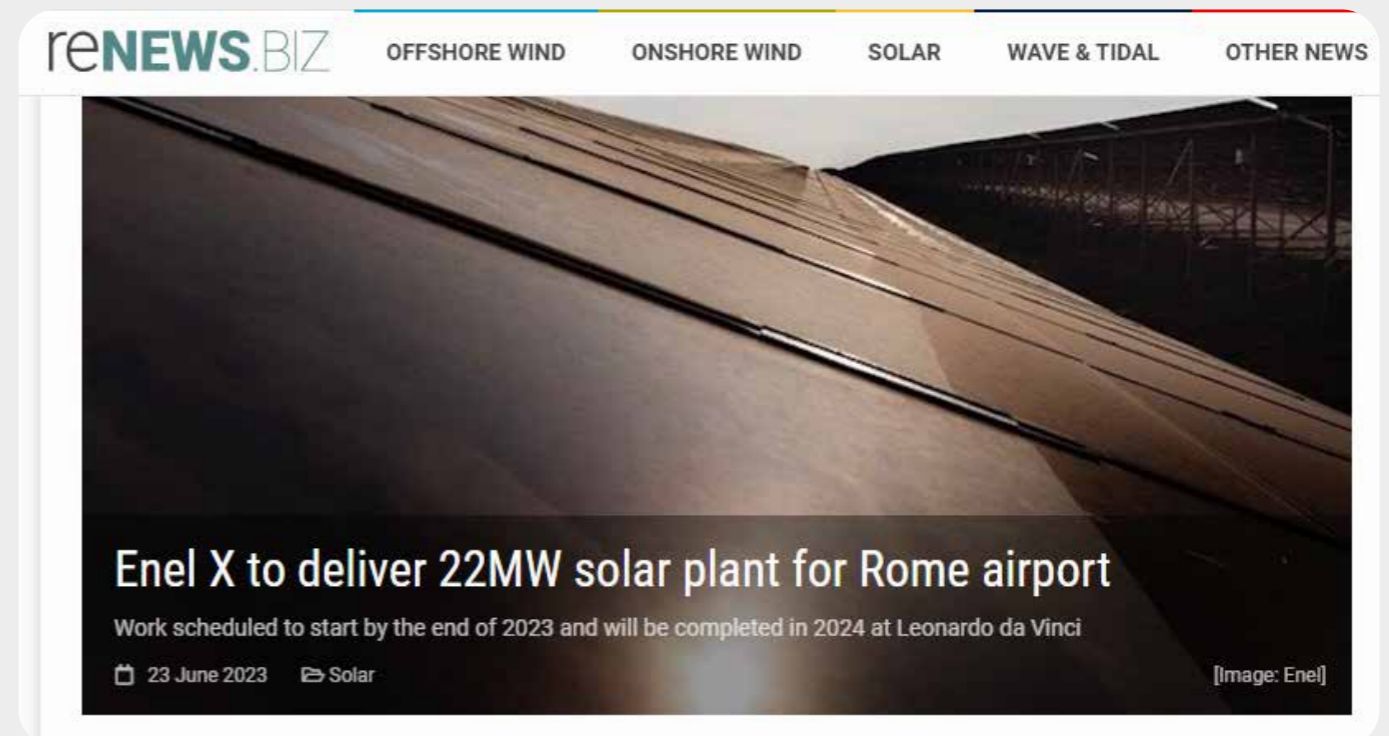 reNEWS.BIZ OFFSHORE WIND ONSHORE WIND SOLAR WAVE & TIDAL OTHER NEWS
Enel X to deliver 22MW solar plant for Rome airport
Work scheduled to start by the end of 2023 and will be completed in 2024 at Leonardo da Vinci
23 June 2023 Solar [Image: Enel]